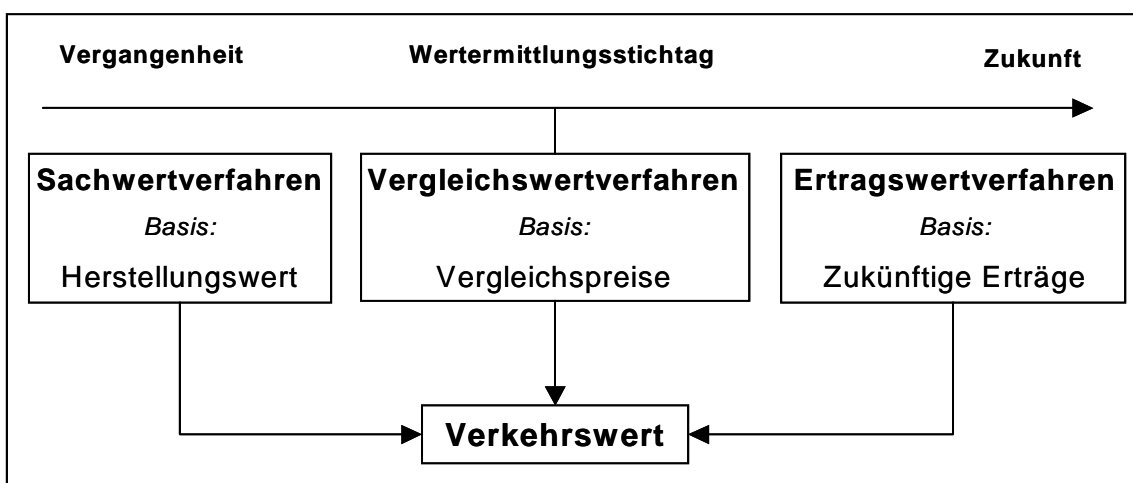 Vergangenheit
Wertermittlungsstichtag
Zukunft
Sachwertverfahren
Basis:
Herstellungswert
Vergleichswertverfahren
Basis:
Vergleichspreise
Ertragswertverfahren
Basis:
Zukünftige Erträge
Verkehrswert